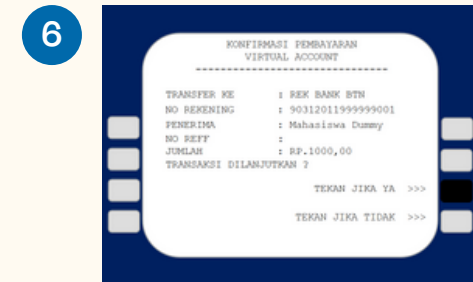 6
KONFIRMASI PEMBAYARAN
VIRTUAL ACCOUNT
--------------------------------
TRANSFER KE : REK BANK BTN
NO REKENING : 90312011999999001
PENERIMA : Mahasiswa Dummy
NO REFF :
JUMLAH : RP.1000,00
TRANSAKSI DILANJUTKAN ?
TEKAN JIKA YA >>>
TEKAN JIKA TIDAK >>>